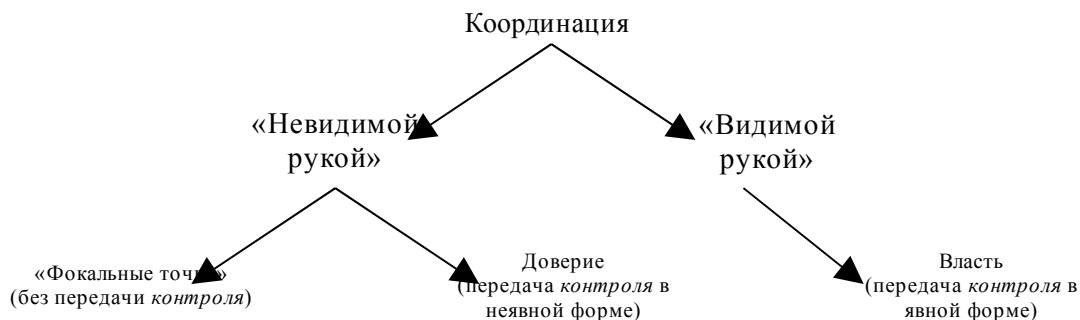 Координация
«Невидимой
рукой»
«Видимой
рукой»
«Фокальные точки»
(без передачи контроля)
Доверие
(передача контроля в
неявной форме)
Власть
(передача контроля в
явной форме)